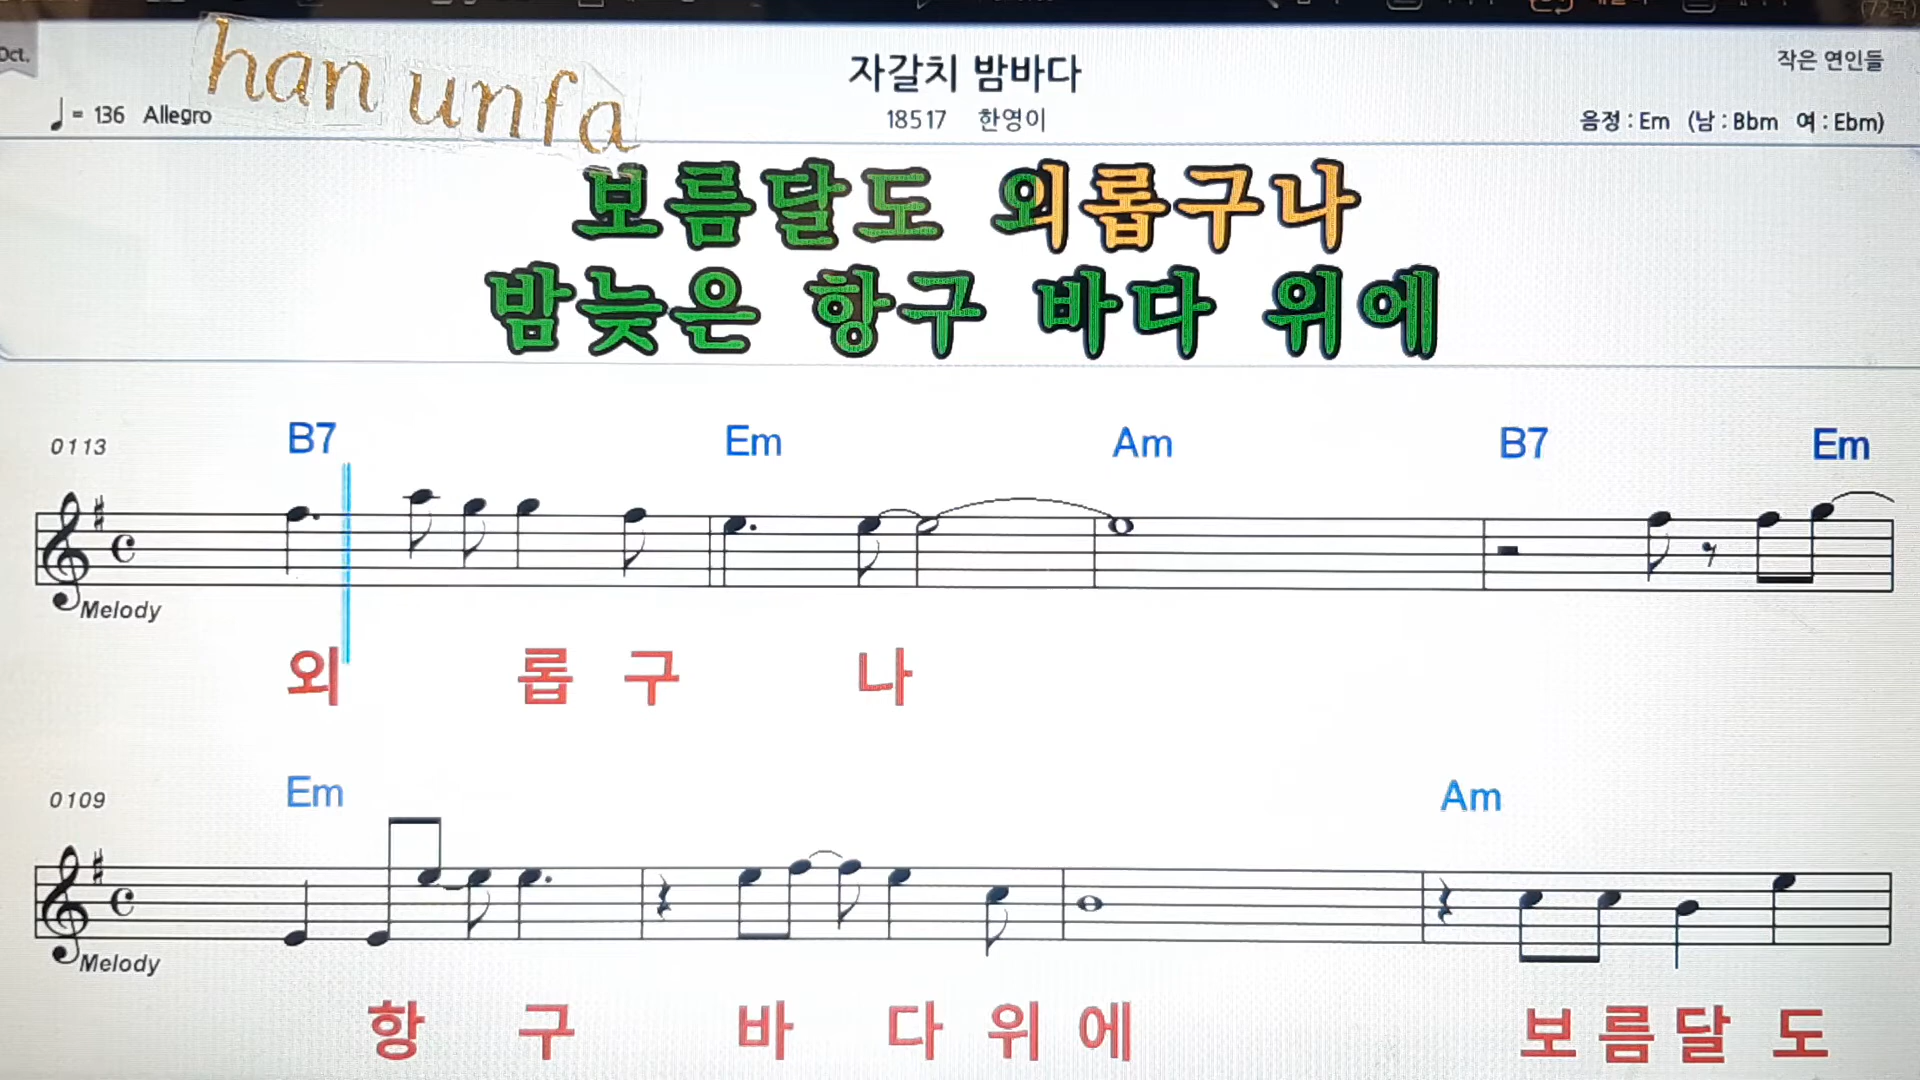 Oct.
han unfa
자갈치 밤바다
작은 연인들
♩= 136 Allegro
18517 한영이
음정 : Em (남 : Bbm 여 : Ebm)
보름달도 외롭구나
밤늦은 항구 바다 위에
0113 B7 Em Am B7 Em
Melody
외 롭 구 나
0109 Em Am
Melody
항 구 바 다 위 에 보 름 달 도